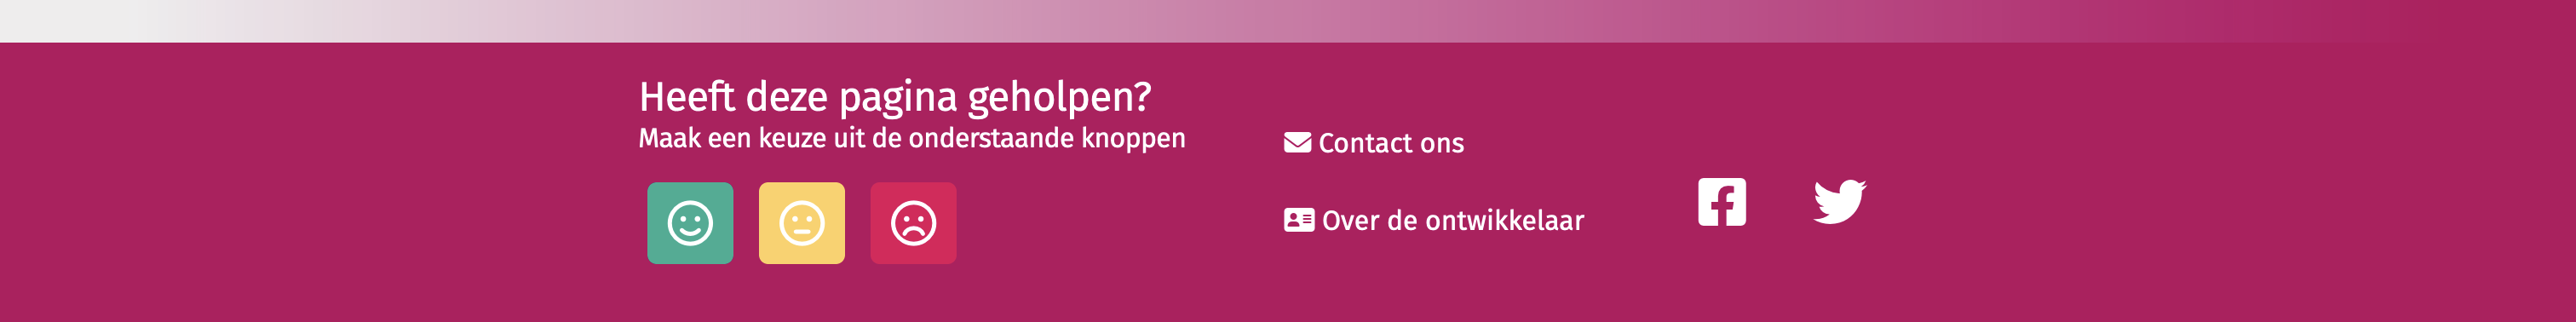 Heeft deze pagina geholpen?
Maak een keuze uit de onderstaande knoppen
Contact ons
Over de ontwikkelaar